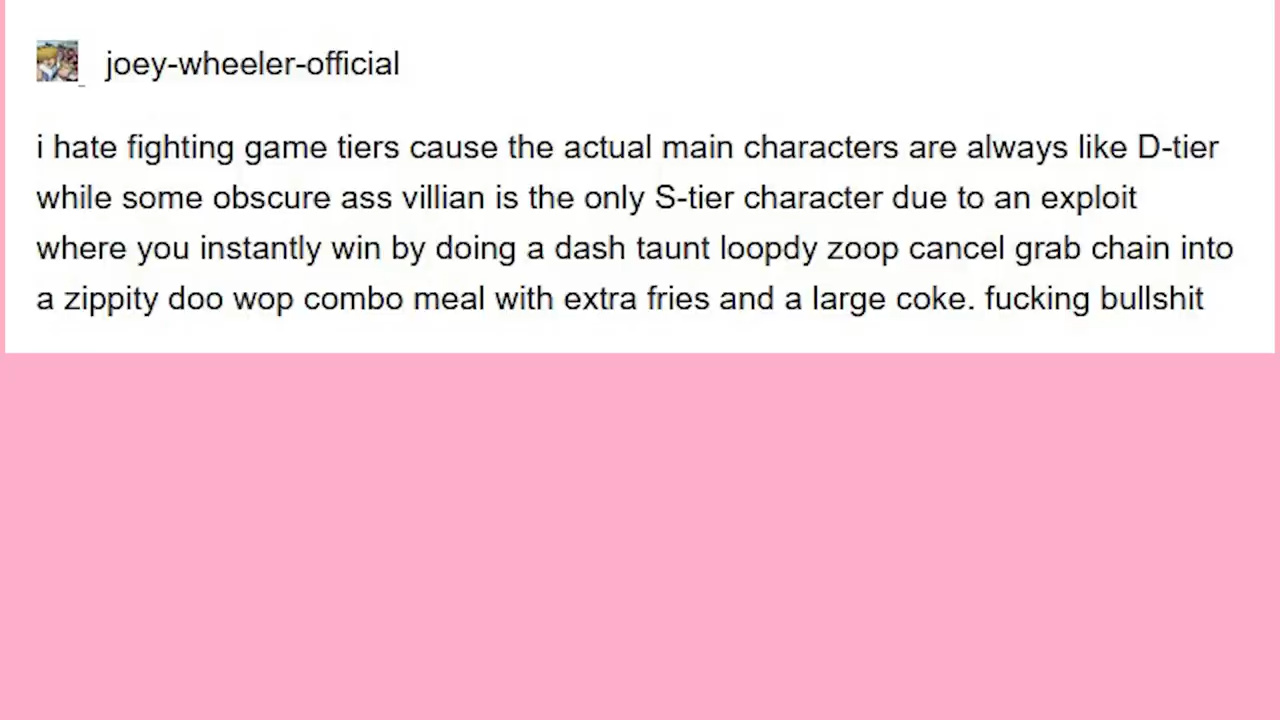 joey-wheeler-official
i hate fighting game tiers cause the actual main characters are always like D-tier
while some obscure ass villian is the only S-tier character due to an exploit
where you instantly win by doing a dash taunt loopdy zoop cancel grab chain into
a zippity doo wop combo meal with extra fries and a large coke. fucking bullshit